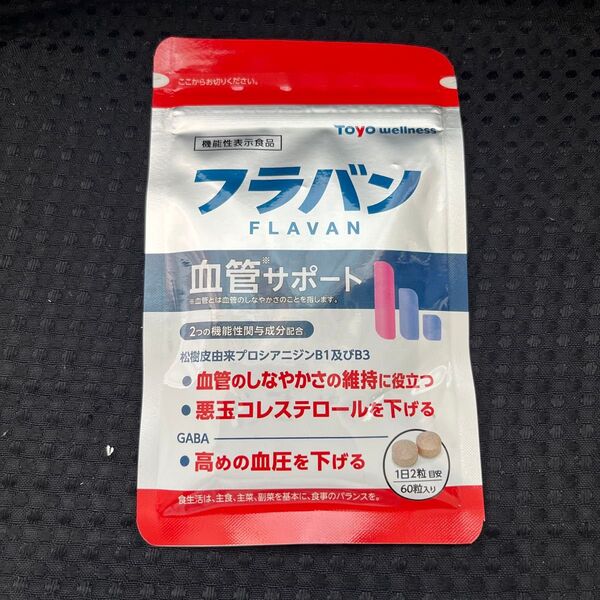 ここからお切りください。
TOYO wellness
機能性表示食品
フラバン
FLAVAN
血管※サポート
※血管とは血管のしなやかさのことを指します。
2つの機能性関与成分配合
松樹皮由来プロシアニジンB1及びB3
•血管のしなやかさの維持に役立つ
•悪玉コレステロールを下げる
GABA
•高めの血圧を下げる
1日2粒目安
60粒入り
食生活は、主食、主菜、副菜を基本に、食事のバランスを。